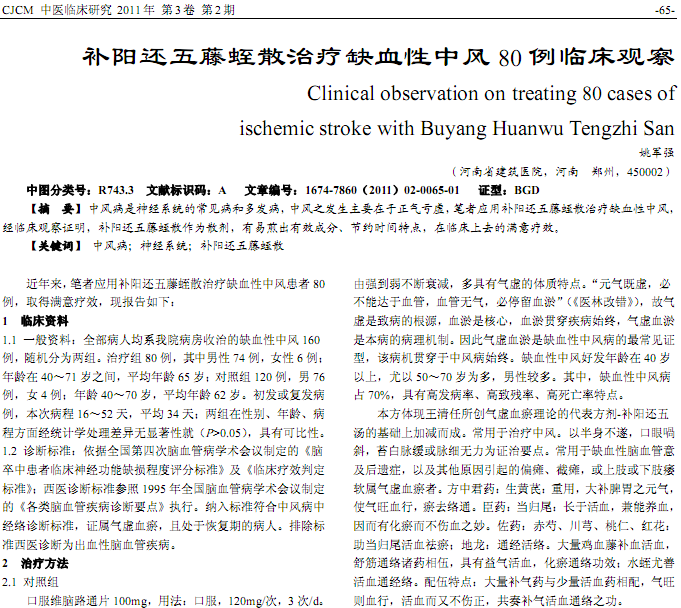 CJCM 中医临床研究 2011年 第3卷 第2期 -65-
补阳还五藤蛭散治疗缺血性中风 80 例临床观察
Clinical observation on treating 80 cases of
ischemic stroke with Buyang Huanwu Tengzhi San
姚军强
(河南省建筑医院,河南 郑州,450002)
中图分类号:R743.3 文献标识码:A 文章编号:1674-7860(2011)02-0065-01 证型:BGD
【摘 要】中风病是神经系统的常见病和多发病,中风之发生主要在于正气亏虚,笔者应用补阳还五藤蛭散治疗缺血性中风,
经临床观察证明,补阳还五藤蛭散作为散剂,有易煎出有效成分、节约时间特点,在临床上去的满意疗效。
【关键词】 中风病;神经系统;补阳还五藤蛭散
近年来,笔者应用补阳还五藤蛭散治疗缺血性中风患者 80
例,取得满意疗效。现报告如下:
1 临床资料
1.1 一般资料:全部病人均系我院病房收治的缺血性中风 160
例,随机分为两组。治疗组 80 例,其中男性 74 例,女性 6 例;
年龄在 40~71 岁之间,平均年龄 65 岁;对照组 120 例,男 76
例,女 4 例;年龄 40~70 岁,平均年龄 62 岁。初发或复发病
例,本次病程 16~52 天,平均 34 天;两组在性别、年龄、病
程方面经统计学处理差异无显著性就(P>0.05),具有可比性。
1.2 诊断标准:依据全国第四次脑血管病学术会议制定的《脑
卒中患者临床神经功能缺损程度评分标准》及《临床疗效判定
标准》;西医诊断标准参照 1995 年全国脑血管病学术会议制定
的《各类脑血管疾病诊断要点》执行。纳入标准符合中风病中
经络诊断标准,证属气虚血瘀,且处于恢复期的病人。排除标
准西医诊断为出血性脑血管疾病。
2 治疗方法
2.1 对照组
口服维脑路通片 100mg,用法:口服,120mg/次,3 次/d。
由强到弱不断衰减,多具有气虚的体质特点。“元气既虚,必
不能达于血管,血管无气,必停留血淤”(《医林改错》),故气
虚是致病的根源,血淤是核心,血淤贯穿疾病始终,气虚血淤
是本病的病理机制。因此气虚血淤是缺血性中风病的最常见证
型,该病机贯穿于中风病始终。缺血性中风好发年龄在 40 岁
以上,尤以 50~70 岁为多,男性较多。其中,缺血性中风病
占 70%,具有高发病率、高致残率、高死亡率特点。
本方体现王清任所创气虚血瘀理论的代表方剂-补阳还五
汤的基础上加减而成。常用于治疗中风。以半身不遂,口眼喎
斜,苔白脉缓或脉细无力为证治要点。常用于缺血性脑血管意
及后遗症,以及其他原因引起的偏瘫、截瘫,或上肢或下肢痿
软属气虚血瘀者。方中君药:生黄芪:重用,大补脾胃之元气,
使气旺血行,瘀去络通。臣药:当归尾:长于活血,兼能养血,
因而有化瘀而不伤血之妙。佐药:赤芍、川芎、桃仁、红花:
助当归尾活血祛瘀;地龙:通经活络。大量鸡血藤补血活血,
舒筋通络诸药相伍,具有益气活血,化瘀通络功效;水蛭尤善
活血通经络。配伍特点:大量补气药与少量活血药相配,气旺
则血行,活血而又不伤正,共奏补气活血通络之功。